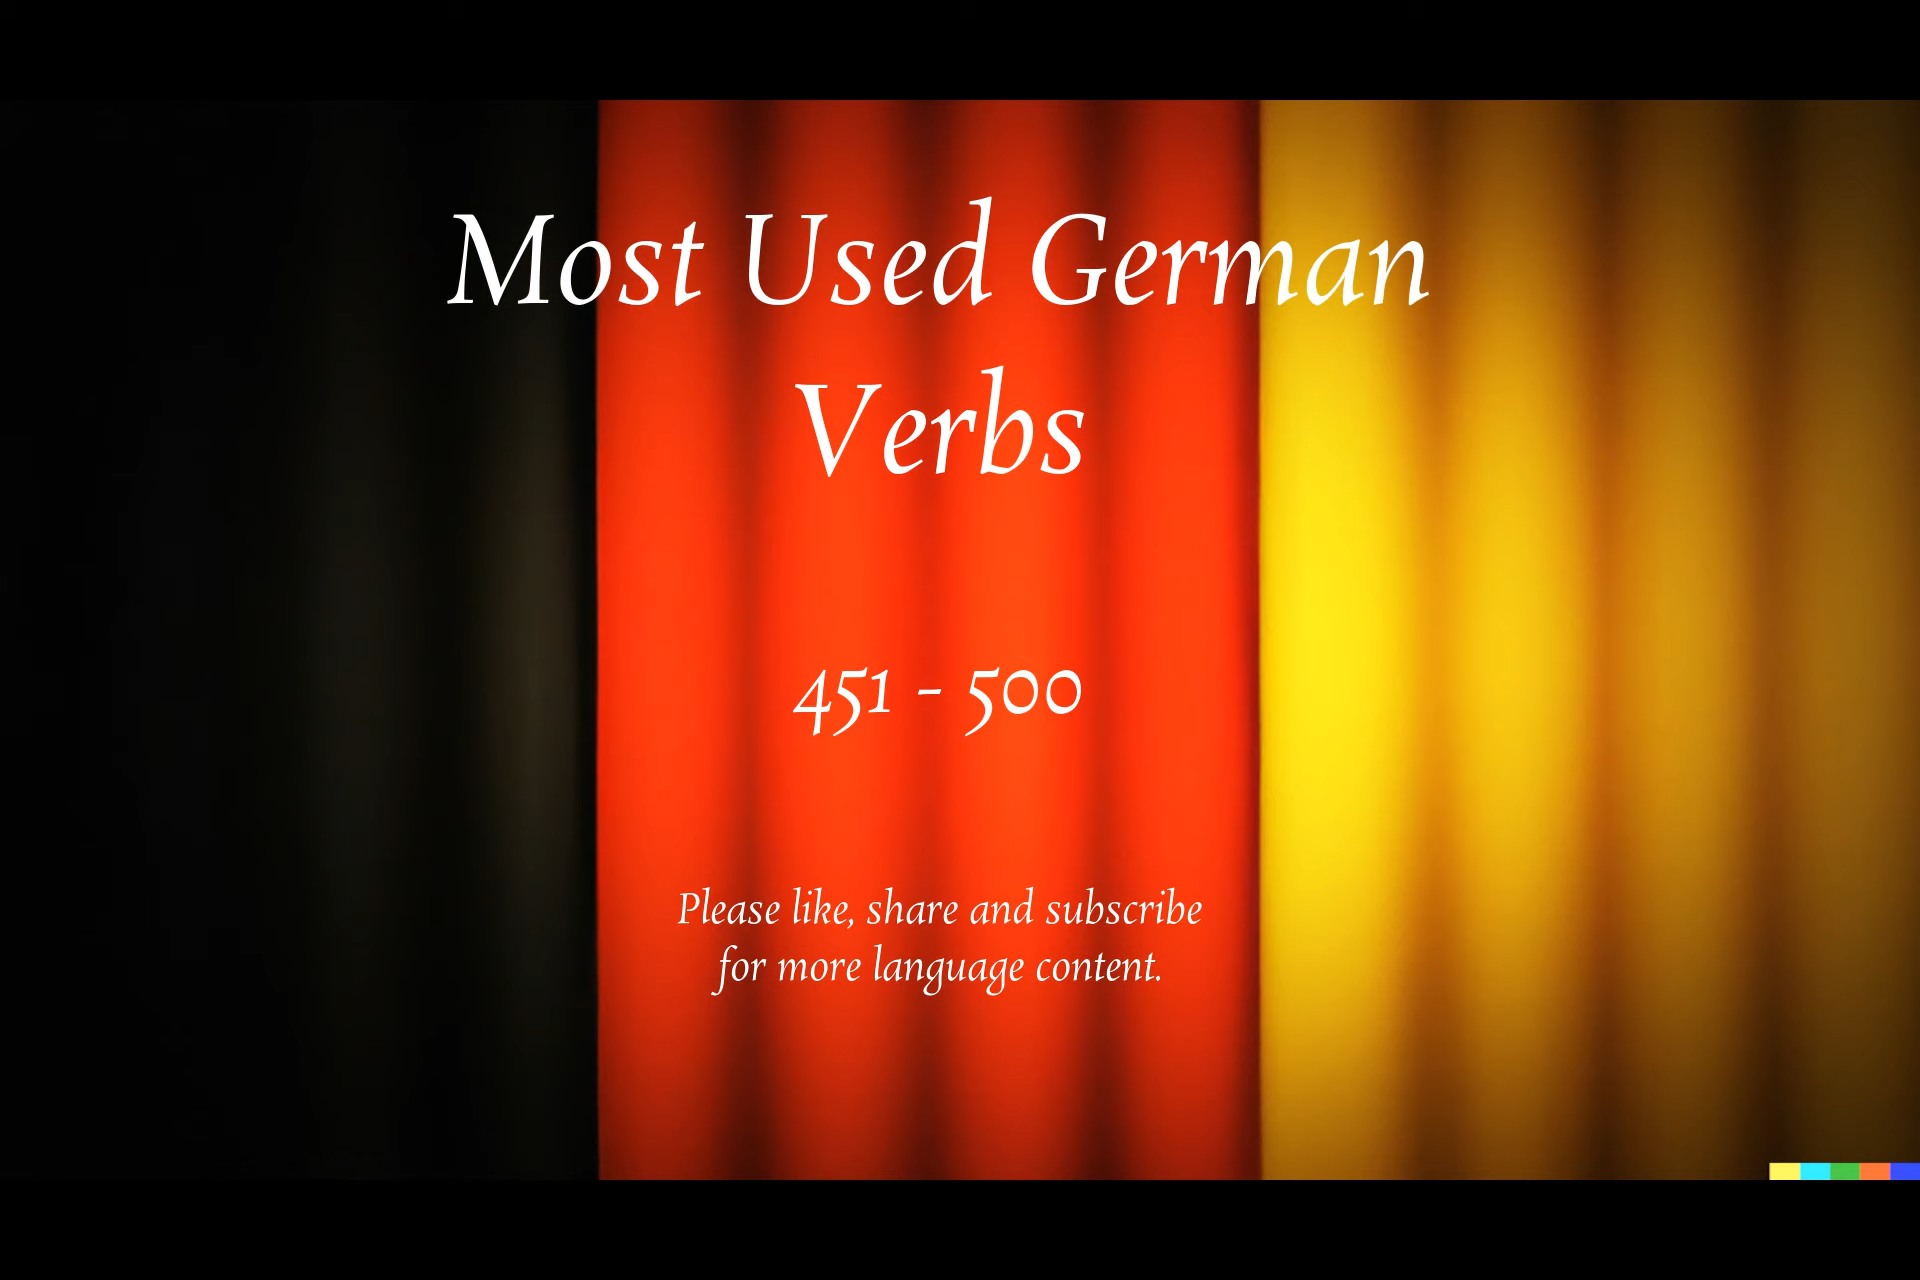 Most Used German
Verbs
451 - 500
Please like, share and subscribe
for more language content.